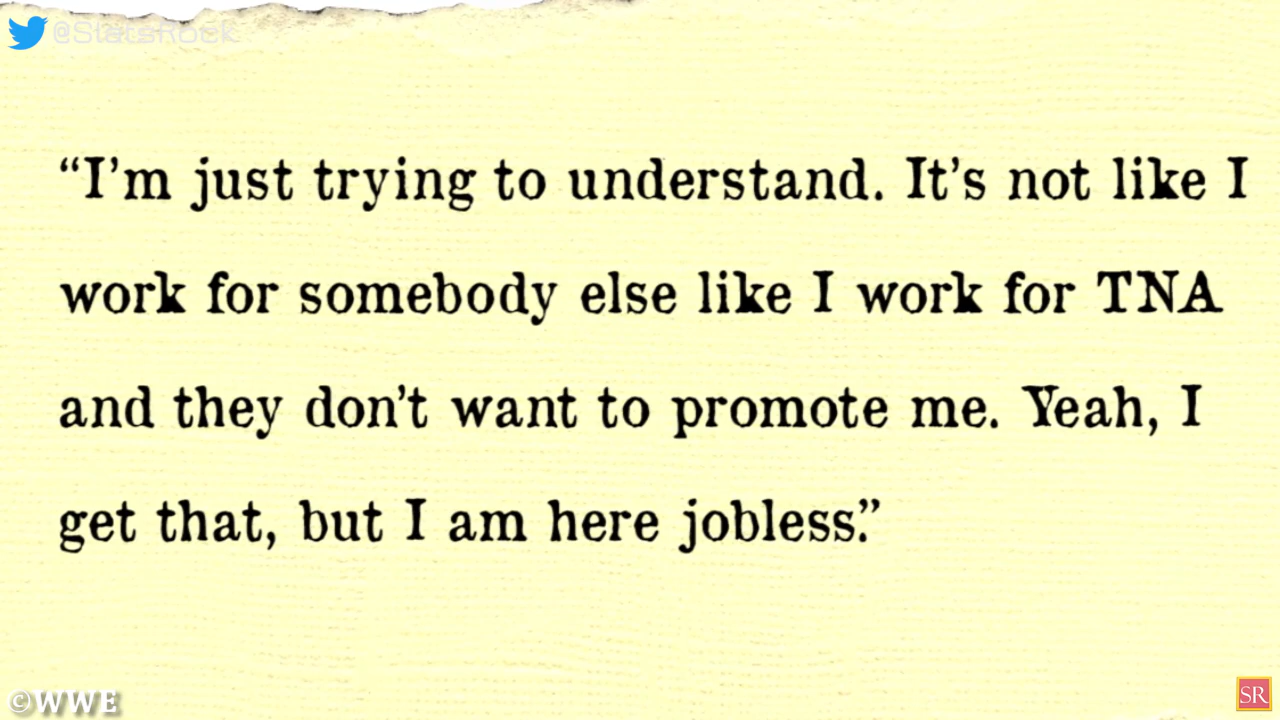 @StatsRock
“I’m just trying to understand. It’s not like I
work for somebody else like I work for TNA
and they don’t want to promote me. Yeah, I
get that, but I am here jobless.”
©WWE
SR